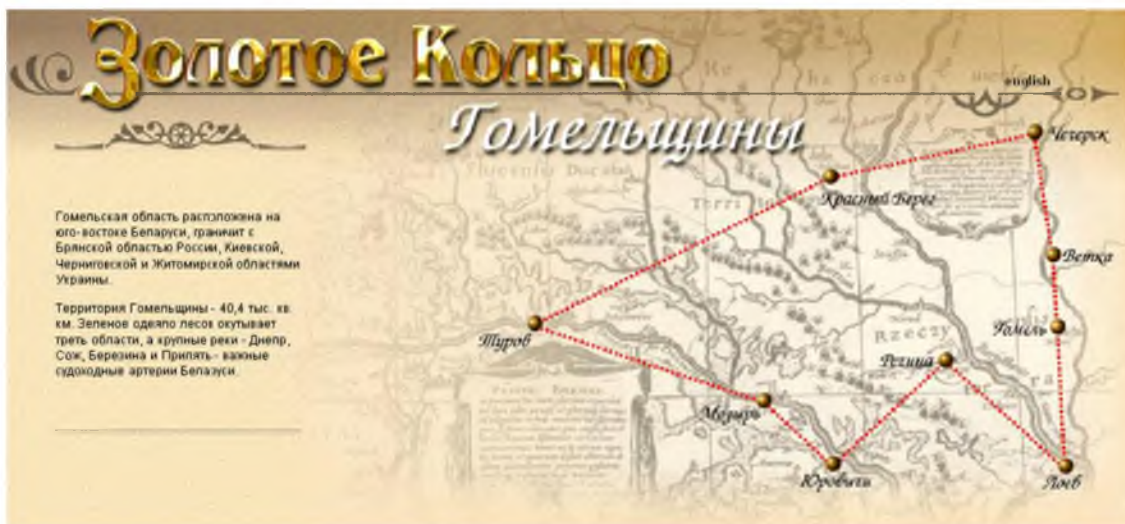 Золотое Кольцо
Гомельщины
english
Чечерск
Красный Берег
Гомельская область расположена на
юго-востоке Беларуси, граничит с
Брянской областью России, Киевской,
Черниговской и Житомирской областями
Украины.
Ветка
Территория Гомельщины - 40,4 тыс. кв.
км. Зеленое одеяло лесов окутывает
треть области, а крупные реки - Днепр,
Сож, Березина и Припять - важные
судоходные артерии Беларуси.
Туров
Гомель
Rzeczy
Речица
Мозырь
Юровичи
Лоев